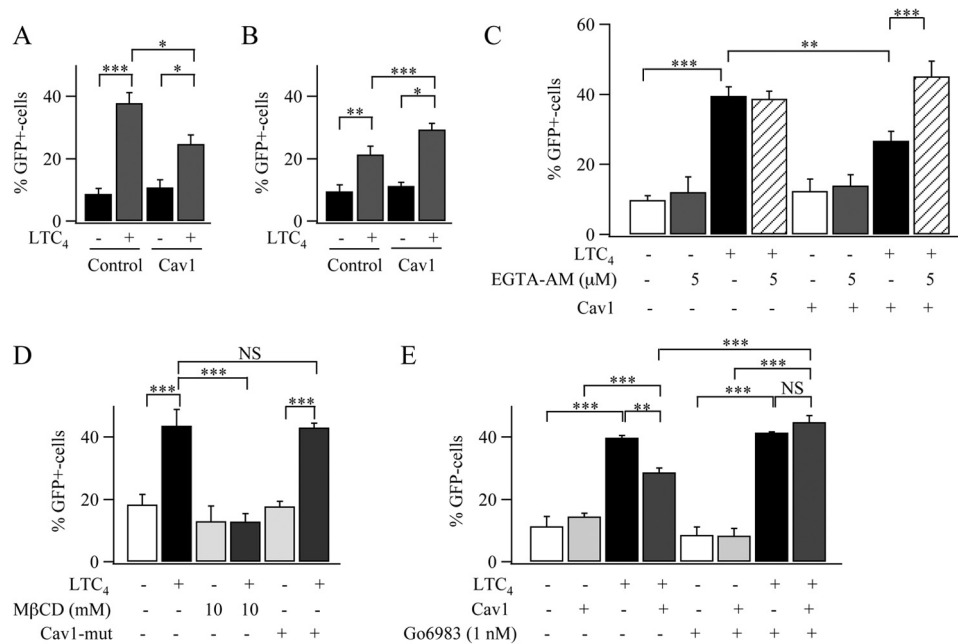 A
B
C
D
E
% GFP+-cells
40
20
0
***
*
*
LTC4 - + - +
Control Cav1
% GFP+-cells
40
20
0
**
***
*
LTC4 - + - +
Control Cav1
% GFP+-cells
60
40
20
0
***
**
***
LTC4 - - + + - - + +
EGTA-AM (μM) - 5 - 5 - 5 - 5
Cav1 - - - - + + + +
% GFP+-cells
40
20
0
NS
***
***
***
LTC4 - + - + - +
MβCD (mM) - - 10 10 - -
Cav1-mut - - - - + +
% GFP-cells
60
40
20
0
***
***
***
***
**
***
NS
LTC4 - - + + - - + +
Cav1 - + - + - + - +
Go6983 (1 nM) - - - - + + + +